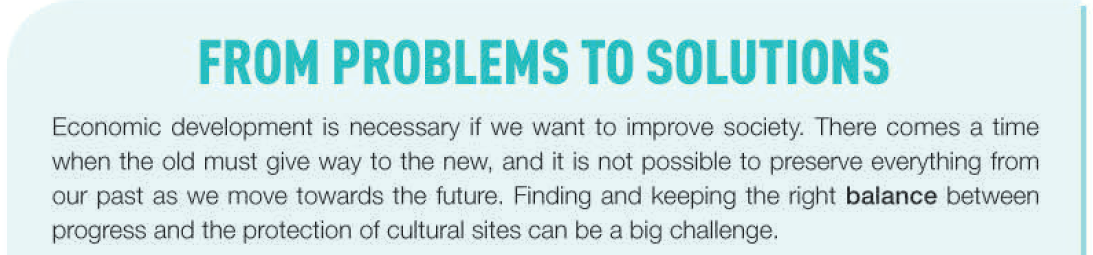 FROM PROBLEMS TO SOLUTIONS
Economic development is necessary if we want to improve society. There comes a time
when the old must give way to the new, and it is not possible to preserve everything from
our past as we move towards the future. Finding and keeping the right balance between
progress and the protection of cultural sites can be a big challenge.